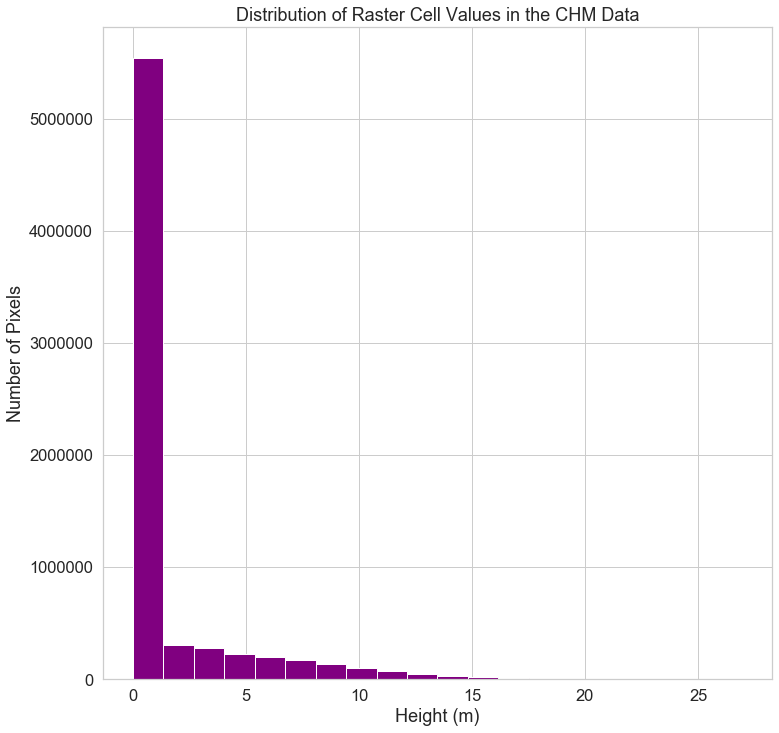 Distribution of Raster Cell Values in the CHM Data
Number of Pixels
5000000
4000000
3000000
2000000
1000000
0
0 5 10 15 20 25
Height (m)